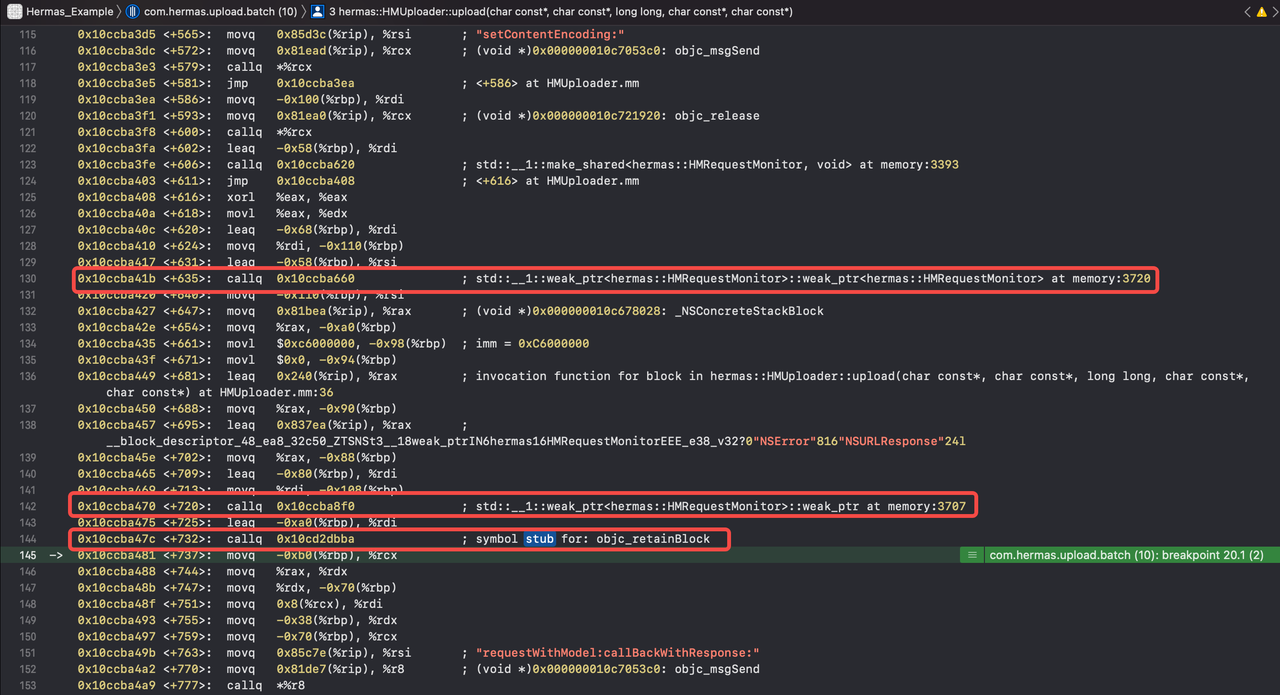 Hermas_Example 〉 com.hermas.upload.batch (10) 〉 3 hermas::HMUploader::upload(char const*, char const*, long long, char const*, char const*)
115 0x10ccba3d5 <+565>: movq 0x85d3c(%rip), %rsi ; "setContentEncoding:"
116 0x10ccba3dc <+572>: movq 0x81ead(%rip), %rcx ; (void *)0x000000010c7053c0: objc_msgSend
117 0x10ccba3e3 <+579>: callq *%rcx
118 0x10ccba3e5 <+581>: jmp 0x10ccba3ea ; <+586> at HMUploader.mm
119 0x10ccba3ea <+586>: movq -0x100(%rbp), %rdi
120 0x10ccba3f1 <+593>: movq 0x81ea0(%rip), %rcx ; (void *)0x000000010c721920: objc_release
121 0x10ccba3f8 <+600>: callq *%rcx
122 0x10ccba3fa <+602>: leaq -0x58(%rbp), %rdi
123 0x10ccba3fe <+606>: callq 0x10ccba620 ; std::__1::make_shared<hermas::HMRequestMonitor, void> at memory:3393
124 0x10ccba403 <+611>: jmp 0x10ccba408 ; <+616> at HMUploader.mm
125 0x10ccba408 <+616>: xorl %eax, %eax
126 0x10ccba40a <+618>: movl %eax, %edx
127 0x10ccba40c <+620>: leaq -0x68(%rbp), %rdi
128 0x10ccba410 <+624>: movq %rdi, -0x110(%rbp)
129 0x10ccba417 <+631>: leaq -0x58(%rbp), %rsi
130 0x10ccba41b <+635>: callq 0x10ccba660 ; std::__1::weak_ptr<hermas::HMRequestMonitor>::weak_ptr<hermas::HMRequestMonitor> at memory:3720
131 0x10ccba420 <+640>: movq -0x110(%rbp), %rsi
132 0x10ccba427 <+647>: movq 0x81bea(%rip), %rax ; (void *)0x000000010c678028: _NSConcreteStackBlock
133 0x10ccba42e <+654>: movq %rax, -0xa0(%rbp)
134 0x10ccba435 <+661>: movl $0xc6000000, -0x98(%rbp) ; imm = 0xC6000000
135 0x10ccba43f <+671>: movl $0x0, -0x94(%rbp)
136 0x10ccba449 <+681>: leaq 0x240(%rip), %rax ; invocation function for block in hermas::HMUploader::upload(char const*, char const*, long long, char const*,
char const*) at HMUploader.mm:36
137 0x10ccba450 <+688>: movq %rax, -0x90(%rbp)
138 0x10ccba457 <+695>: leaq 0x837ea(%rip), %rax ;
__block_descriptor_48_ea8_32c50_ZTSNSt3__18weak_ptrIN6hermas16HMRequestMonitorEEE_e38_v32?0"NSError"816"NSURLResponse"24l
139 0x10ccba45e <+702>: movq %rax, -0x88(%rbp)
140 0x10ccba465 <+709>: leaq -0x80(%rbp), %rdi
141 0x10ccba469 <+713>: movq %rdi, -0x108(%rbp)
142 0x10ccba470 <+720>: callq 0x10ccba8f0 ; std::__1::weak_ptr<hermas::HMRequestMonitor>::weak_ptr at memory:3707
143 0x10ccba475 <+725>: leaq -0xa0(%rbp), %rdi
144 0x10ccba47c <+732>: callq 0x10cd2dbba ; symbol stub for: objc_retainBlock
145 -> 0x10ccba481 <+737>: movq -0xb0(%rbp), %rcx com.hermas.upload.batch (10): breakpoint 20.1 (2)
146 0x10ccba488 <+744>: movq %rax, %rdx
147 0x10ccba48b <+747>: movq %rdx, -0x70(%rbp)
148 0x10ccba48f <+751>: movq 0x8(%rcx), %rdi
149 0x10ccba493 <+755>: movq -0x38(%rbp), %rdx
150 0x10ccba497 <+759>: movq -0x70(%rbp), %rcx
151 0x10ccba49b <+763>: movq 0x85c7e(%rip), %rsi ; "requestWithModel:callBackWithResponse:"
152 0x10ccba4a2 <+770>: movq 0x81de7(%rip), %r8 ; (void *)0x000000010c7053c0: objc_msgSend
153 0x10ccba4a9 <+777>: callq *%r8